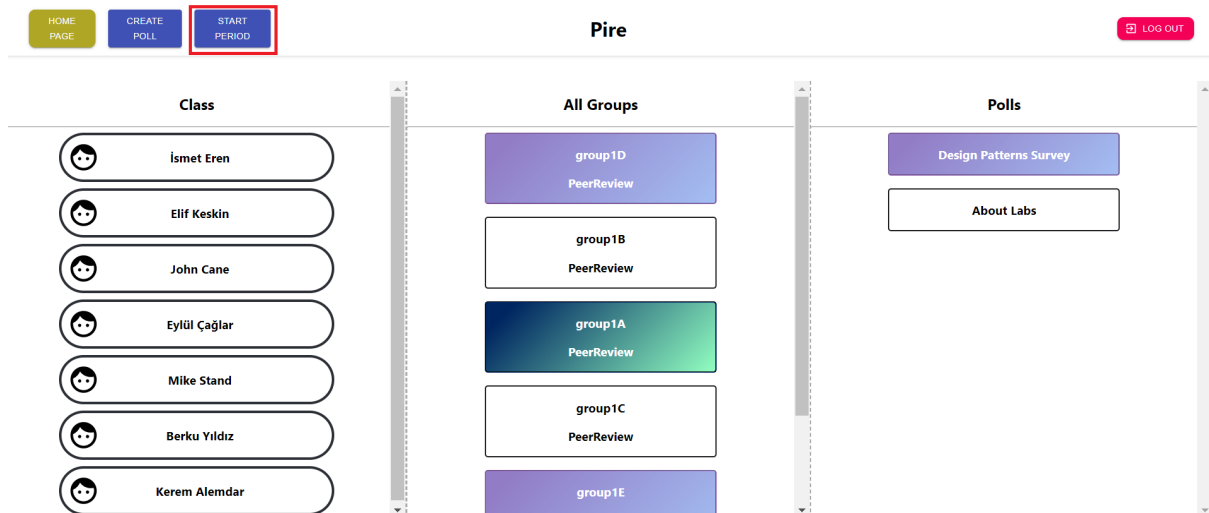 HOME
PAGE
CREATE
POLL
START
PERIOD
Pire
LOG OUT
Class
İsmet Eren
Elif Keskin
John Cane
Eylül Çağlar
Mike Stand
Berku Yıldız
Kerem Alemdar
All Groups
group1D
PeerReview
group1B
PeerReview
group1A
PeerReview
group1C
PeerReview
group1E
Polls
Design Patterns Survey
About Labs